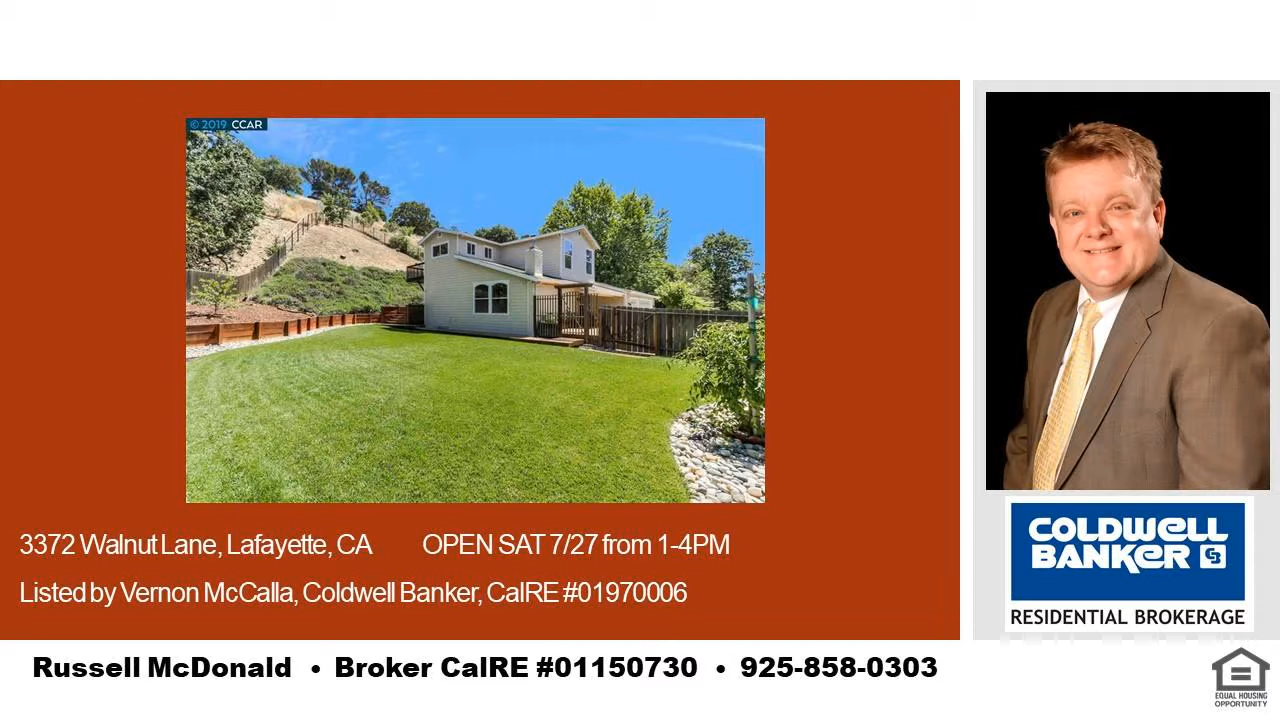 © 2019 CCAR
3372 Walnut Lane, Lafayette, CA OPEN SAT 7/27 from 1-4PM
Listed by Vernon McCalla, Coldwell Banker, CalRE #01970006
COLDWELL
BANKER CB
RESIDENTIAL BROKERAGE
Russell McDonald • Broker CalRE #01150730 • 925-858-0303
EQUAL HOUSING
OPPORTUNITY